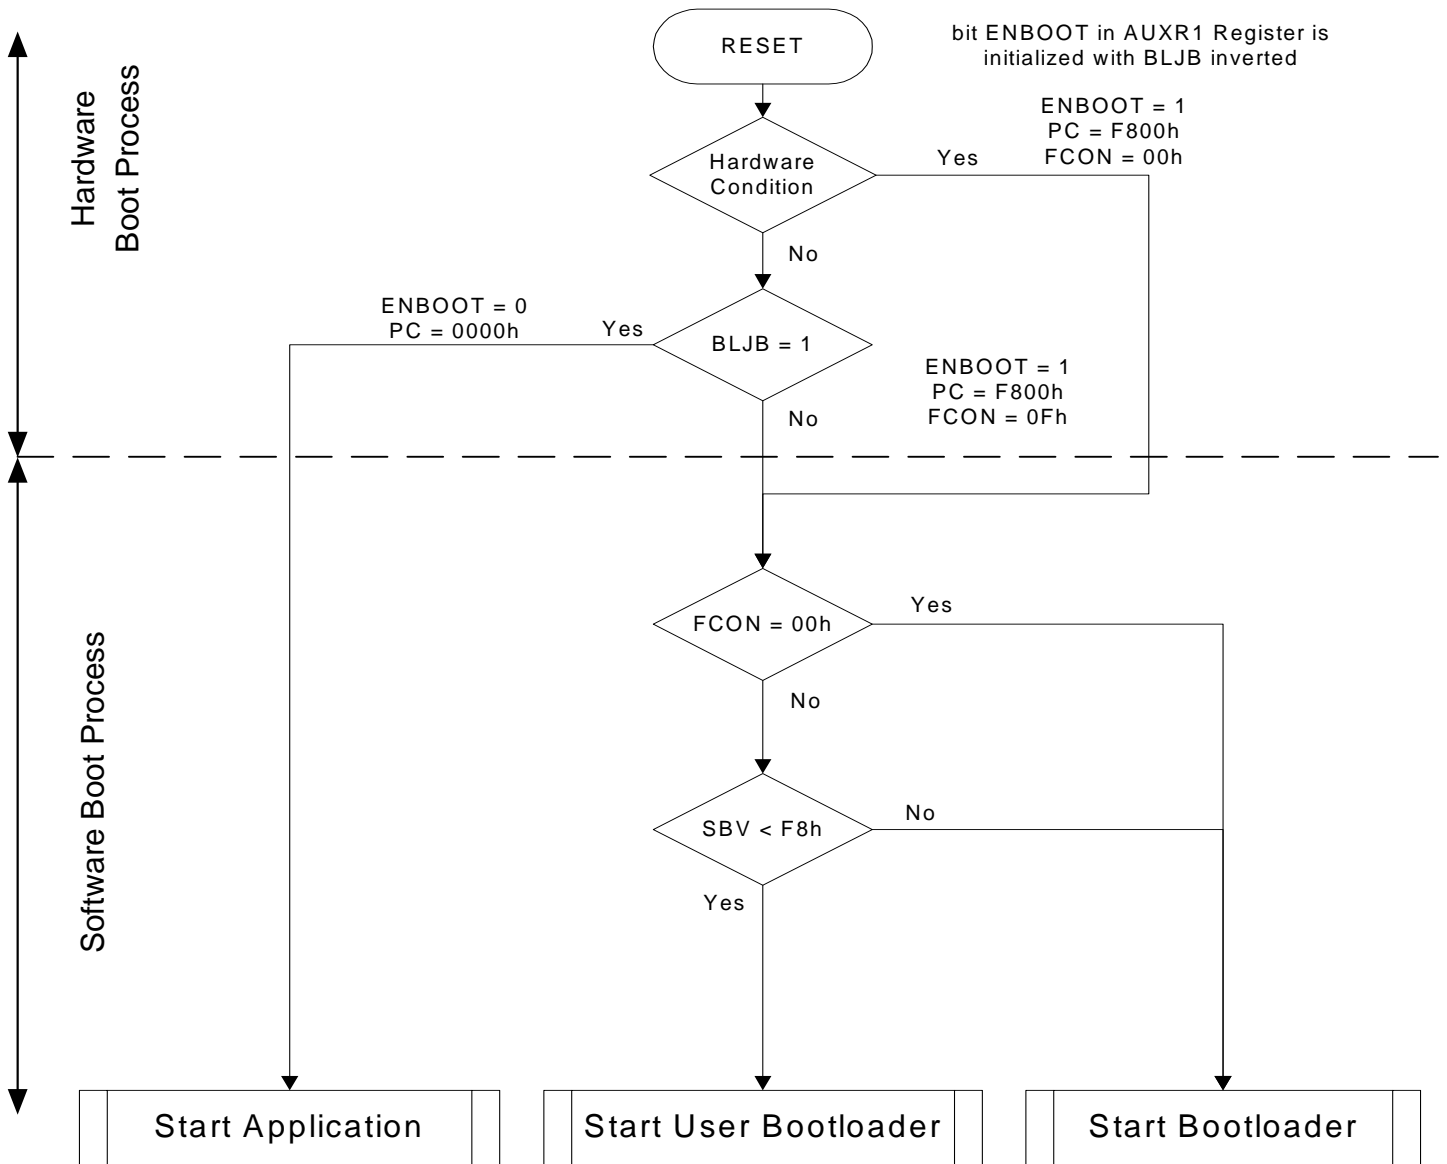 RESET
bit ENBOOT in AUXR1 Register is
initialized with BLJB inverted
Hardware
Boot Process
ENBOOT = 1
PC = F800h
FCON = 00h
Hardware
Condition
Yes
No
ENBOOT = 0
PC = 0000h
Yes
BLJB = 1
ENBOOT = 1
PC = F800h
FCON = 0Fh
No
Software Boot Process
FCON = 00h
Yes
No
SBV < F8h
No
Yes
Start Application
Start User Bootloader
Start Bootloader